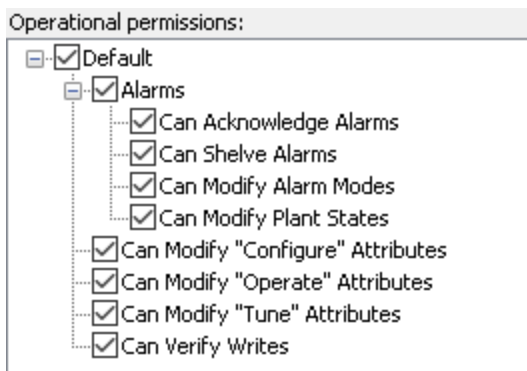 Operational permissions:
Default
Alarms
Can Acknowledge Alarms
Can Shelve Alarms
Can Modify Alarm Modes
Can Modify Plant States
Can Modify "Configure" Attributes
Can Modify "Operate" Attributes
Can Modify "Tune" Attributes
Can Verify Writes